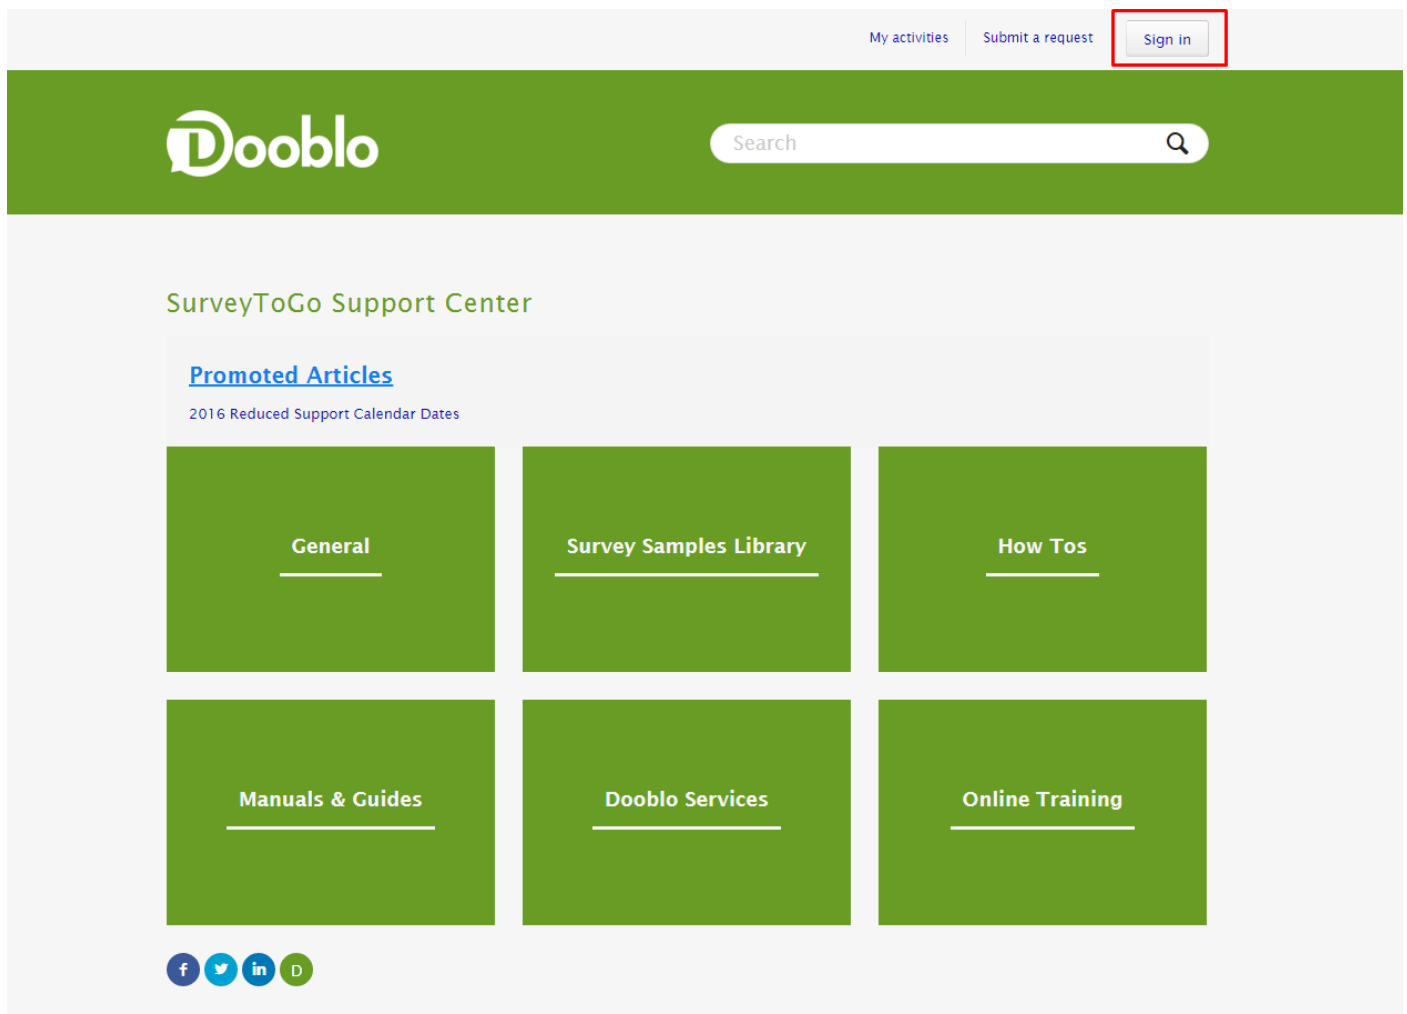 My activities Submit a request Sign in
Dooblo Search
SurveyToGo Support Center
Promoted Articles
2016 Reduced Support Calendar Dates
General Survey Samples Library How Tos
Manuals & Guides Dooblo Services Online Training
f in D